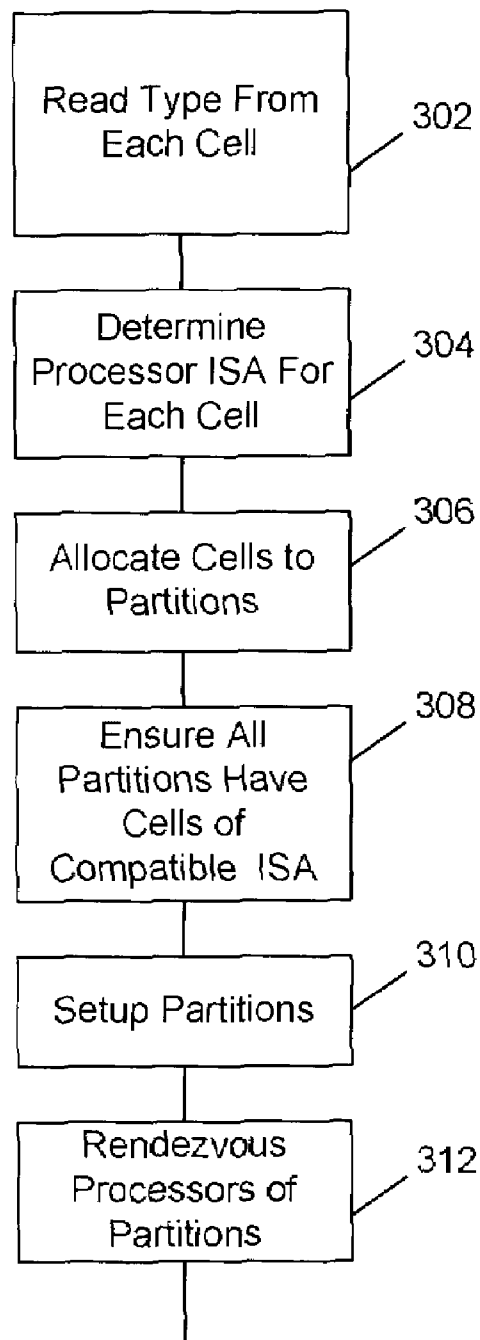 Read Type From
Each Cell
302
Determine
Processor ISA For
Each Cell
304
Allocate Cells to
Partitions
306
Ensure All
Partitions Have
Cells of
Compatible ISA
308
Setup Partitions
310
Rendezvous
Processors of
Partitions
312